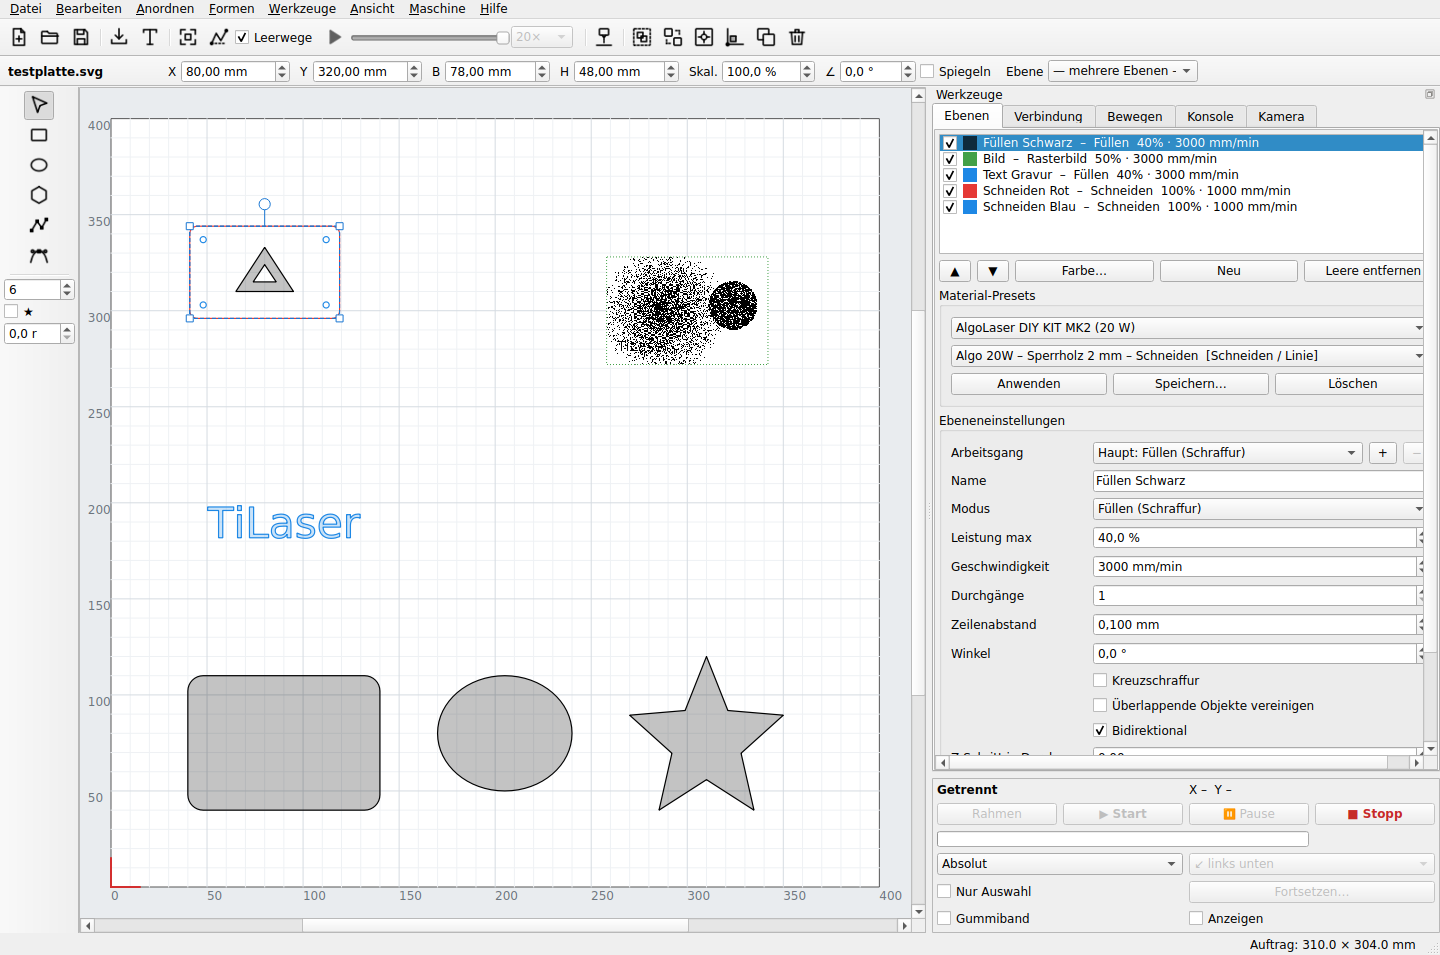 Datei Bearbeiten Anordnen Formen Werkzeuge Ansicht Maschine Hilfe
Leerwege 20×
testplatte.svg X 80,00 mm Y 320,00 mm B 78,00 mm H 48,00 mm Skal. 100,0 % ∠ 0,0 ° Spiegeln Ebene — mehrere Ebenen -
6
★
0,0 r
400
350
300
250
200
150
100
50
0 50 100 150 200 250 300 350 400
TiLaser
Werkzeuge
Ebenen Verbindung Bewegen Konsole Kamera
Füllen Schwarz – Füllen 40% · 3000 mm/min
Bild – Rasterbild 50% · 3000 mm/min
Text Gravur – Füllen 40% · 3000 mm/min
Schneiden Rot – Schneiden 100% · 1000 mm/min
Schneiden Blau – Schneiden 100% · 1000 mm/min
▲ ▼ Farbe... Neu Leere entfernen
Material-Presets
AlgoLaser DIY KIT MK2 (20 W)
Algo 20W – Sperrholz 2 mm – Schneiden [Schneiden / Linie]
Anwenden Speichern... Löschen
Ebeneneinstellungen
Arbeitsgang Haupt: Füllen (Schraffur) + −
Name Füllen Schwarz
Modus Füllen (Schraffur)
Leistung max 40,0 %
Geschwindigkeit 3000 mm/min
Durchgänge 1
Zeilenabstand 0,100 mm
Winkel 0,0 °
Kreuzschraffur
Überlappende Objekte vereinigen
Bidirektional
Getrennt X – Y –
Rahmen ▶ Start ⏸ Pause ■ Stopp
Absolut ↙ links unten
Nur Auswahl Fortsetzen...
Gummiband Anzeigen
Auftrag: 310.0 × 304.0 mm